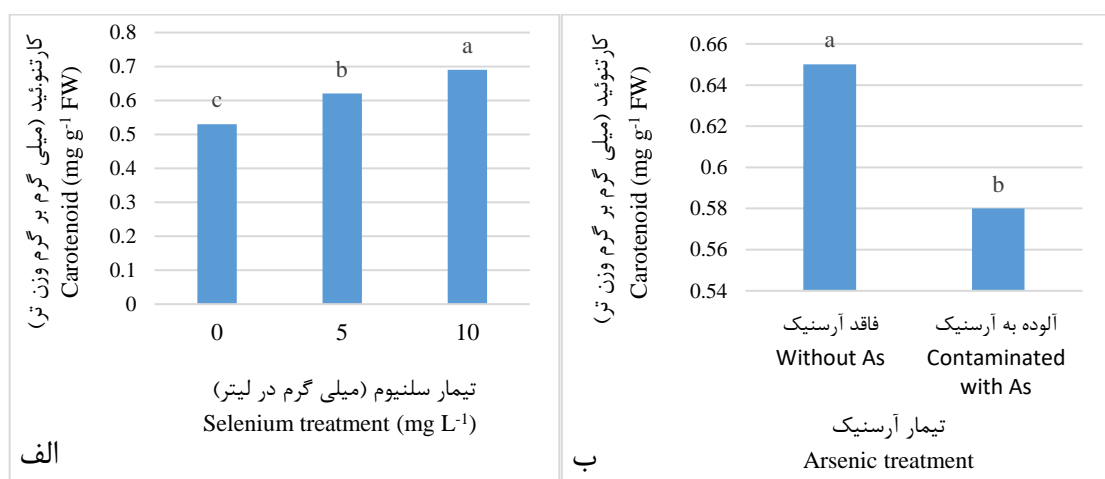 کارتنوئید (میلی گرم بر گرم وزن تر)
Carotenoid (mg g-1 FW)
0.8
0.7
0.6
0.5
0.4
0.3
0.2
0.1
0
c
b
a
0
5
10
تیمار سلنیوم (میلی گرم در لیتر)
Selenium treatment (mg L-1)
الف
کارتنوئید (میلی گرم بر گرم وزن تر)
Carotenoid (mg g-1 FW)
0.66
0.64
0.62
0.6
0.58
0.56
0.54
a
b
فاقد آرسنیک
Without As
آلوده به آرسنیک
Contaminated
with As
تیمار آرسنیک
Arsenic treatment
ب